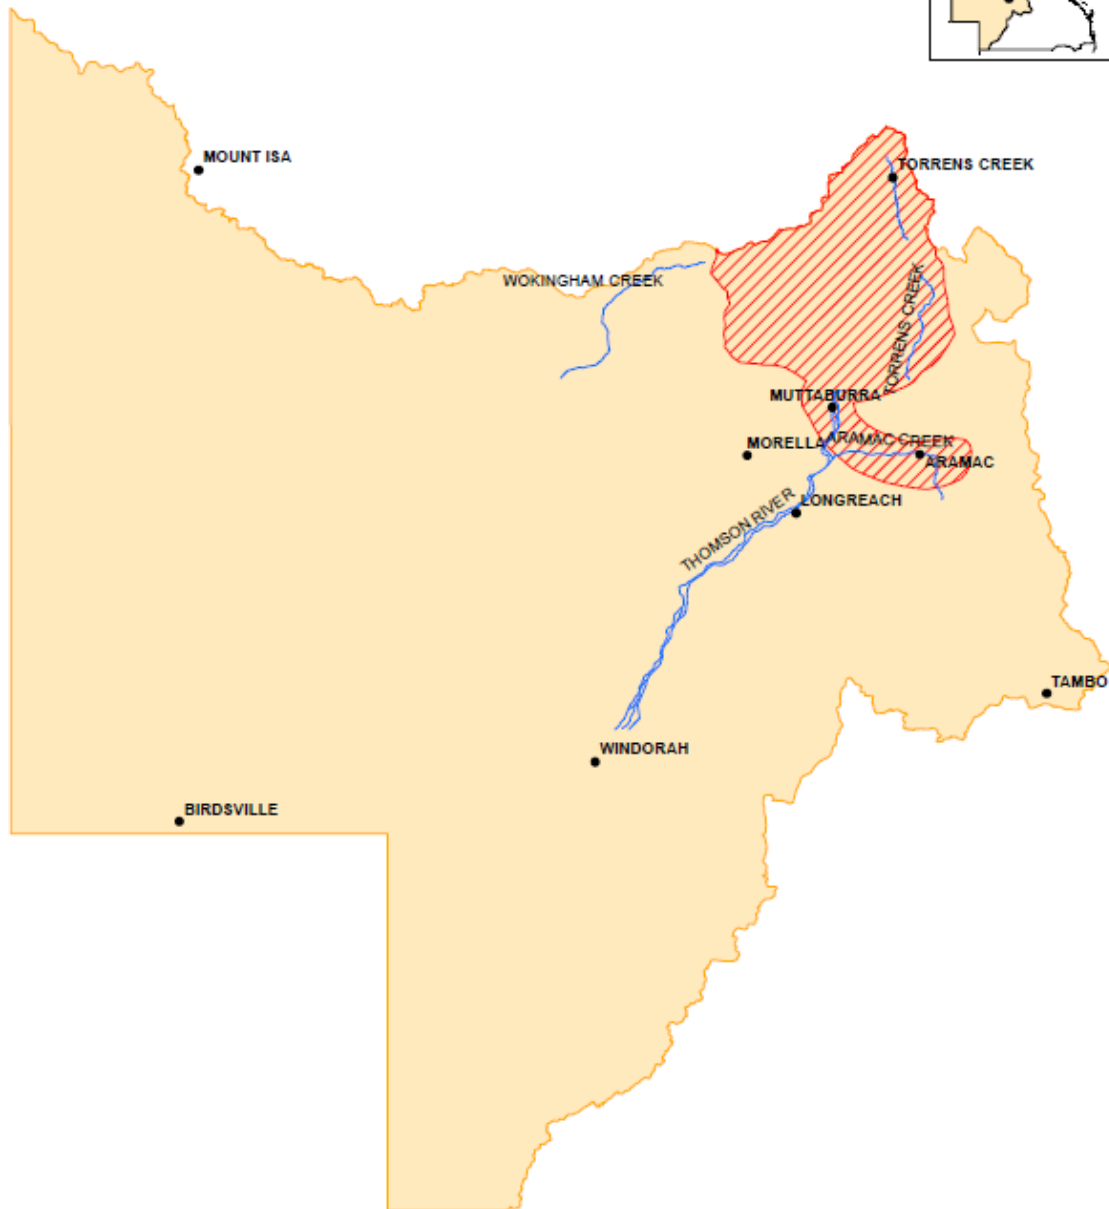 MOUNT ISA
TORRENS CREEK
WOKINGHAM CREEK
TORRENS CREEK
MUTTABURRA
ARAMAC CREEK
MORELLA
ARAMAC
THOMSON RIVER
LONGREACH
TAMBO
WINDORAH
BIRDSVILLE